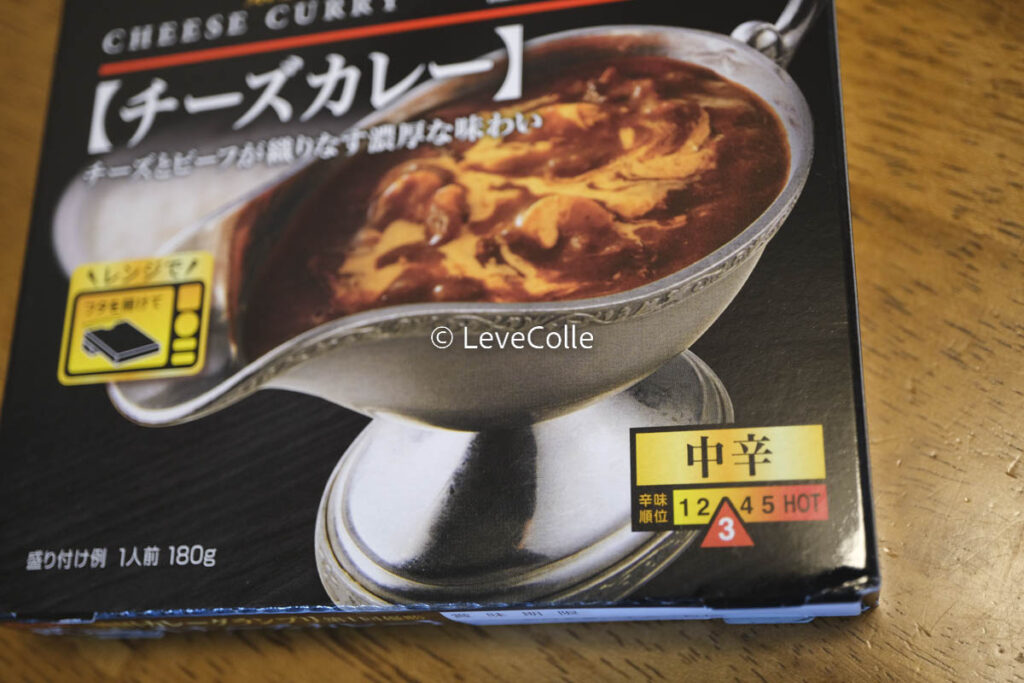 CHEESE CURRY
【チーズカレー】
チーズとビーフが織りなす濃厚な味わい
レンジで
フタを開けて
© LeveColle
中辛
辛味順位
1 2 3 4 5 HOT
盛り付け例 1人前 180g